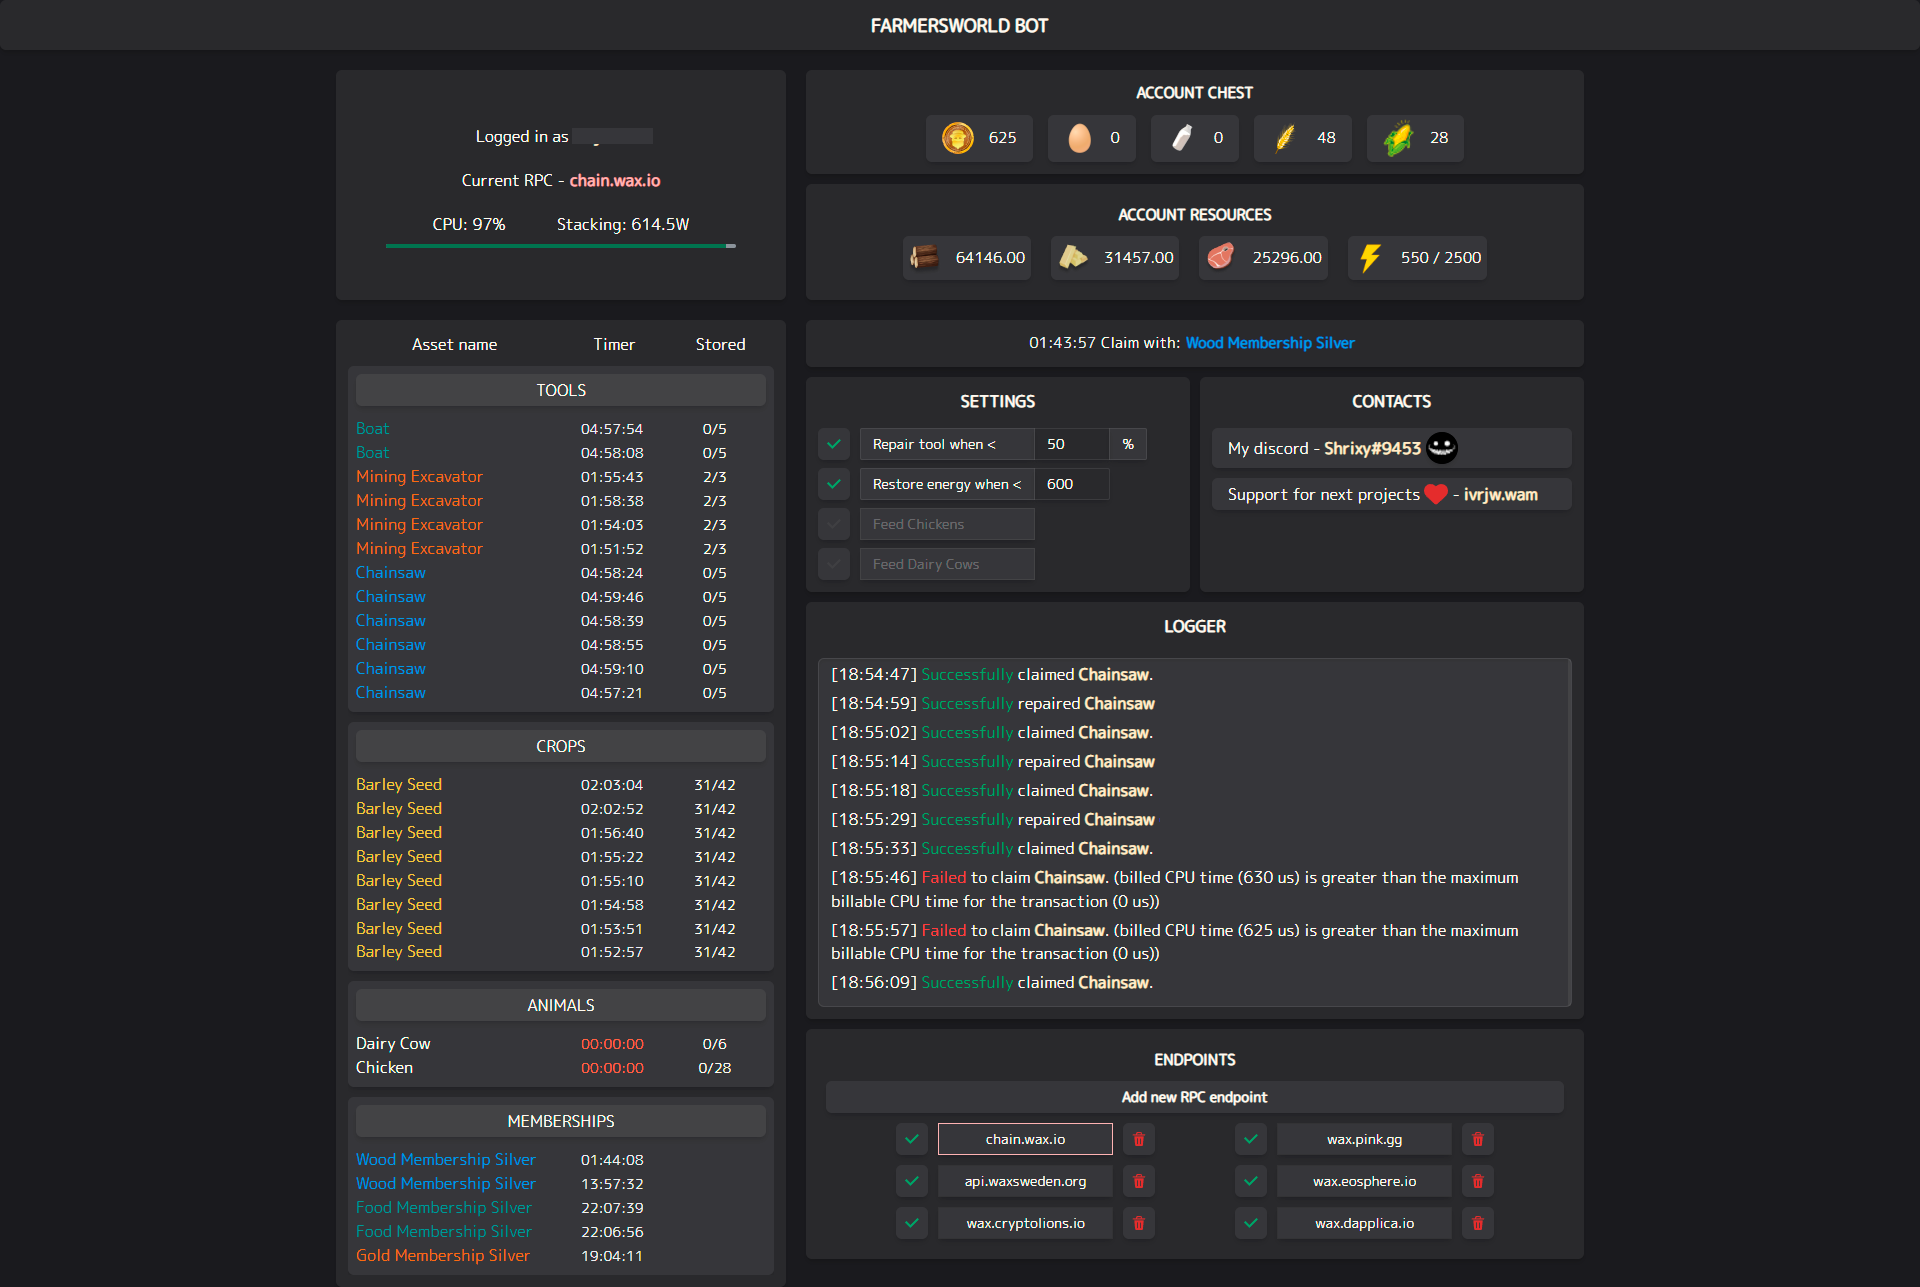 FARMERSWORLD BOT
Logged in as
Current RPC - chain.wax.io
CPU: 97% Stacking: 614.5W
ACCOUNT CHEST
625 0 0 48 28
ACCOUNT RESOURCES
64146.00 31457.00 25296.00 550 / 2500
Asset name Timer Stored
TOOLS
Boat 04:57:54 0/5
Boat 04:58:08 0/5
Mining Excavator 01:55:43 2/3
Mining Excavator 01:58:38 2/3
Mining Excavator 01:54:03 2/3
Mining Excavator 01:51:52 2/3
Chainsaw 04:58:24 0/5
Chainsaw 04:59:46 0/5
Chainsaw 04:58:39 0/5
Chainsaw 04:58:55 0/5
Chainsaw 04:59:10 0/5
Chainsaw 04:57:21 0/5
CROPS
Barley Seed 02:03:04 31/42
Barley Seed 02:02:52 31/42
Barley Seed 01:56:40 31/42
Barley Seed 01:55:22 31/42
Barley Seed 01:55:10 31/42
Barley Seed 01:54:58 31/42
Barley Seed 01:53:51 31/42
Barley Seed 01:52:57 31/42
ANIMALS
Dairy Cow 00:00:00 0/6
Chicken 00:00:00 0/28
MEMBERSHIPS
Wood Membership Silver 01:44:08
Wood Membership Silver 13:57:32
Food Membership Silver 22:07:39
Food Membership Silver 22:06:56
Gold Membership Silver 19:04:11
01:43:57 Claim with: Wood Membership Silver
SETTINGS
Repair tool when < 50 %
Restore energy when < 600
Feed Chickens
Feed Dairy Cows
CONTACTS
My discord - Shrixy#9453
Support for next projects - ivrjw.wam
LOGGER
[18:54:47] Successfully claimed Chainsaw.
[18:54:59] Successfully repaired Chainsaw
[18:55:02] Successfully claimed Chainsaw.
[18:55:14] Successfully repaired Chainsaw
[18:55:18] Successfully claimed Chainsaw.
[18:55:29] Successfully repaired Chainsaw
[18:55:33] Successfully claimed Chainsaw.
[18:55:46] Failed to claim Chainsaw. (billed CPU time (630 us) is greater than the maximum
billable CPU time for the transaction (0 us))
[18:55:57] Failed to claim Chainsaw. (billed CPU time (625 us) is greater than the maximum
billable CPU time for the transaction (0 us))
[18:56:09] Successfully claimed Chainsaw.
ENDPOINTS
Add new RPC endpoint
chain.wax.io wax.pink.gg
api.waxsweden.org wax.eosphere.io
wax.cryptolions.io wax.dapplica.io